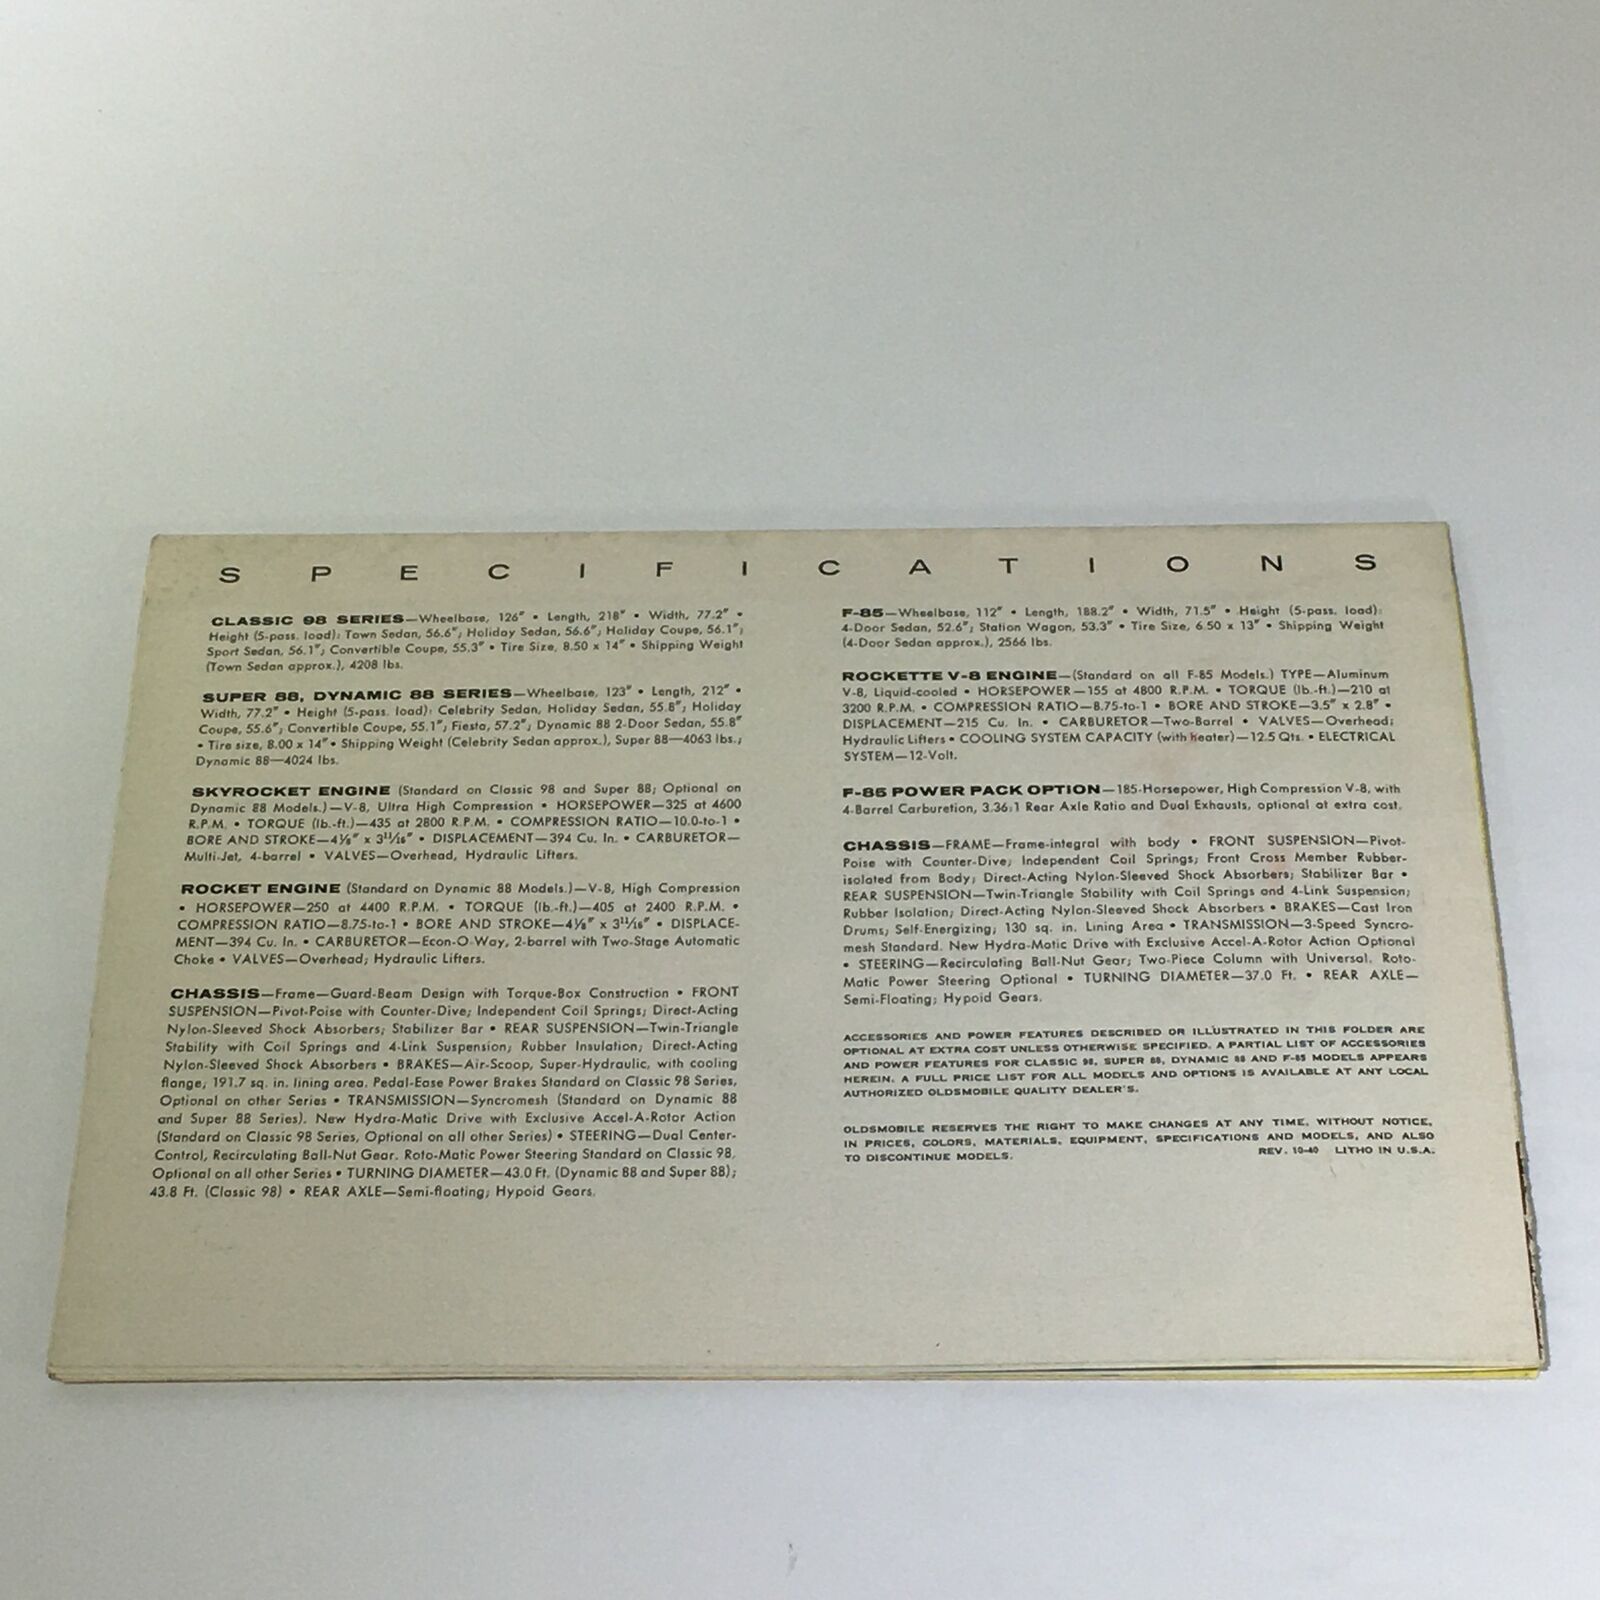 SPECIFICATIONS
CLASSIC 98 SERIES—Wheelbase, 126" • Length, 218" • Width, 77.2" •
Height (5-pass. load): Town Sedan, 56.6"; Holiday Sedan, 56.6"; Holiday Coupe, 56.1";
Sport Sedan, 56.1"; Convertible Coupe, 55.3" • Tire Size, 8.50 x 14" • Shipping Weight
(Town Sedan approx.), 4208 lbs.
SUPER 88, DYNAMIC 88 SERIES—Wheelbase, 123" • Length, 212" •
Width, 77.2" • Height (5-pass. load): Celebrity Sedan, Holiday Sedan, 55.8"; Holiday
Coupe, 55.6"; Convertible Coupe, 55.1"; Fiesta, 57.2"; Dynamic 88 2-Door Sedan, 55.8"
• Tire size, 8.00 x 14" • Shipping Weight (Celebrity Sedan approx.), Super 88—4063 lbs.;
Dynamic 88—4024 lbs.
SKYROCKET ENGINE (Standard on Classic 98 and Super 88; Optional on
Dynamic 88 Models.)—V-8, Ultra High Compression • HORSEPOWER—325 at 4600
R.P.M. • TORQUE (lb.-ft.)—435 at 2800 R.P.M. • COMPRESSION RATIO—10.0-to-1 •
BORE AND STROKE—4⅛" x 3¹¹⁄₁₆" • DISPLACEMENT—394 Cu. In. • CARBURETOR—
Multi-Jet, 4-barrel • VALVES—Overhead, Hydraulic Lifters.
ROCKET ENGINE (Standard on Dynamic 88 Models.)—V-8, High Compression
• HORSEPOWER—250 at 4400 R.P.M. • TORQUE (lb.-ft.)—405 at 2400 R.P.M. •
COMPRESSION RATIO—8.75-to-1 • BORE AND STROKE—4⅛" x 3¹¹⁄₁₆" • DISPLACE-
MENT—394 Cu. In. • CARBURETOR—Econ-O-Way, 2-barrel with Two-Stage Automatic
Choke • VALVES—Overhead; Hydraulic Lifters.
CHASSIS—Frame—Guard-Beam Design with Torque-Box Construction • FRONT
SUSPENSION—Pivot-Poise with Counter-Dive; Independent Coil Springs; Direct-Acting
Nylon-Sleeved Shock Absorbers; Stabilizer Bar • REAR SUSPENSION—Twin-Triangle
Stability with Coil Springs and 4-Link Suspension; Rubber Insulation; Direct-Acting
Nylon-Sleeved Shock Absorbers • BRAKES—Air-Scoop, Super-Hydraulic, with cooling
flange, 191.7 sq. in. lining area. Pedal-Ease Power Brakes Standard on Classic 98 Series,
Optional on other Series • TRANSMISSION—Syncromesh (Standard on Dynamic 88
and Super 88 Series). New Hydra-Matic Drive with Exclusive Accel-A-Rotor Action
(Standard on Classic 98 Series, Optional on all other Series) • STEERING—Dual Center-
Control, Recirculating Ball-Nut Gear. Roto-Matic Power Steering Standard on Classic 98,
Optional on all other Series • TURNING DIAMETER—43.0 Ft. (Dynamic 88 and Super 88);
43.8 Ft. (Classic 98) • REAR AXLE—Semi-floating; Hypoid Gears.
F-85—Wheelbase, 112" • Length, 188.2" • Width, 71.5" • Height (5-pass. load):
4-Door Sedan, 52.6"; Station Wagon, 53.3" • Tire Size, 6.50 x 13" • Shipping Weight
(4-Door Sedan approx.), 2566 lbs.
ROCKETTE V-8 ENGINE—(Standard on all F-85 Models.) TYPE—Aluminum
V-8, Liquid-cooled • HORSEPOWER—155 at 4800 R.P.M. • TORQUE (lb.-ft.)—210 at
3200 R.P.M. • COMPRESSION RATIO—8.75-to-1 • BORE AND STROKE—3.5" x 2.8" •
DISPLACEMENT—215 Cu. In. • CARBURETOR—Two-Barrel • VALVES—Overhead;
Hydraulic Lifters • COOLING SYSTEM CAPACITY (with heater)—12.5 Qts. • ELECTRICAL
SYSTEM—12-Volt.
F-85 POWER PACK OPTION—185-Horsepower, High Compression V-8, with
4-Barrel Carburetion, 3.36:1 Rear Axle Ratio and Dual Exhausts, optional at extra cost.
CHASSIS—FRAME—Frame-integral with body • FRONT SUSPENSION—Pivot-
Poise with Counter-Dive; Independent Coil Springs; Front Cross Member Rubber-
isolated from Body; Direct-Acting Nylon-Sleeved Shock Absorbers; Stabilizer Bar •
REAR SUSPENSION—Twin-Triangle Stability with Coil Springs and 4-Link Suspension;
Rubber Isolation; Direct-Acting Nylon-Sleeved Shock Absorbers • BRAKES—Cast Iron
Drums; Self-Energizing; 130 sq. in. Lining Area • TRANSMISSION—3-Speed Syncro-
mesh Standard. New Hydra-Matic Drive with Exclusive Accel-A-Rotor Action Optional
• STEERING—Recirculating Ball-Nut Gear; Two-Piece Column with Universal. Roto-
Matic Power Steering Optional • TURNING DIAMETER—37.0 Ft. • REAR AXLE—
Semi-Floating; Hypoid Gears.
ACCESSORIES AND POWER FEATURES DESCRIBED OR ILLUSTRATED IN THIS FOLDER ARE
OPTIONAL AT EXTRA COST UNLESS OTHERWISE SPECIFIED. A PARTIAL LIST OF ACCESSORIES
AND POWER FEATURES FOR CLASSIC 98, SUPER 88, DYNAMIC 88 AND F-85 MODELS APPEARS
HEREIN. A FULL PRICE LIST FOR ALL MODELS AND OPTIONS IS AVAILABLE AT ANY LOCAL
AUTHORIZED OLDSMOBILE QUALITY DEALER'S.
OLDSMOBILE RESERVES THE RIGHT TO MAKE CHANGES AT ANY TIME, WITHOUT NOTICE,
IN PRICES, COLORS, MATERIALS, EQUIPMENT, SPECIFICATIONS AND MODELS, AND ALSO
TO DISCONTINUE MODELS. REV. 10-40 LITHO IN U.S.A.